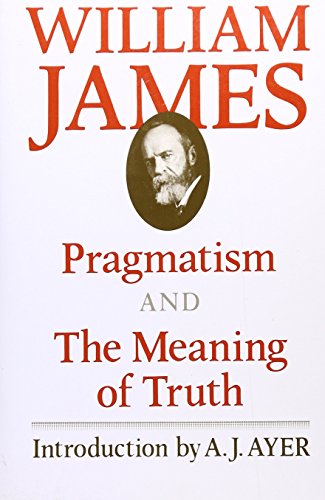 WILLIAM
JAMES
Pragmatism
AND
The Meaning
of Truth
Introduction by A. J. AYER